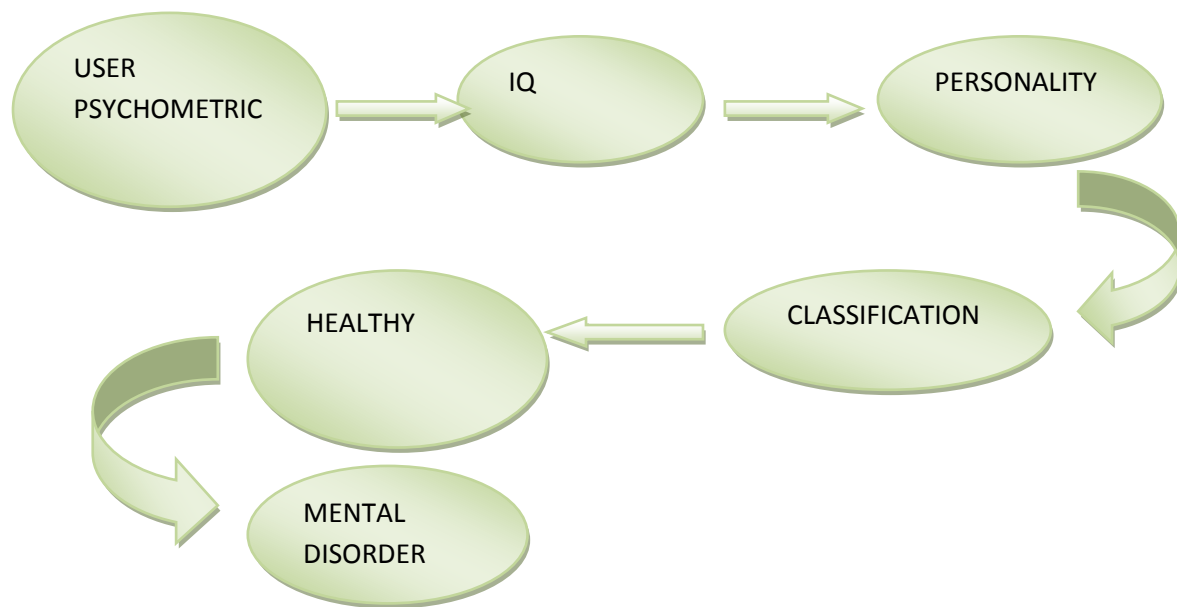 USER
PSYCHOMETRIC
IQ
PERSONALITY
CLASSIFICATION
HEALTHY
MENTAL
DISORDER